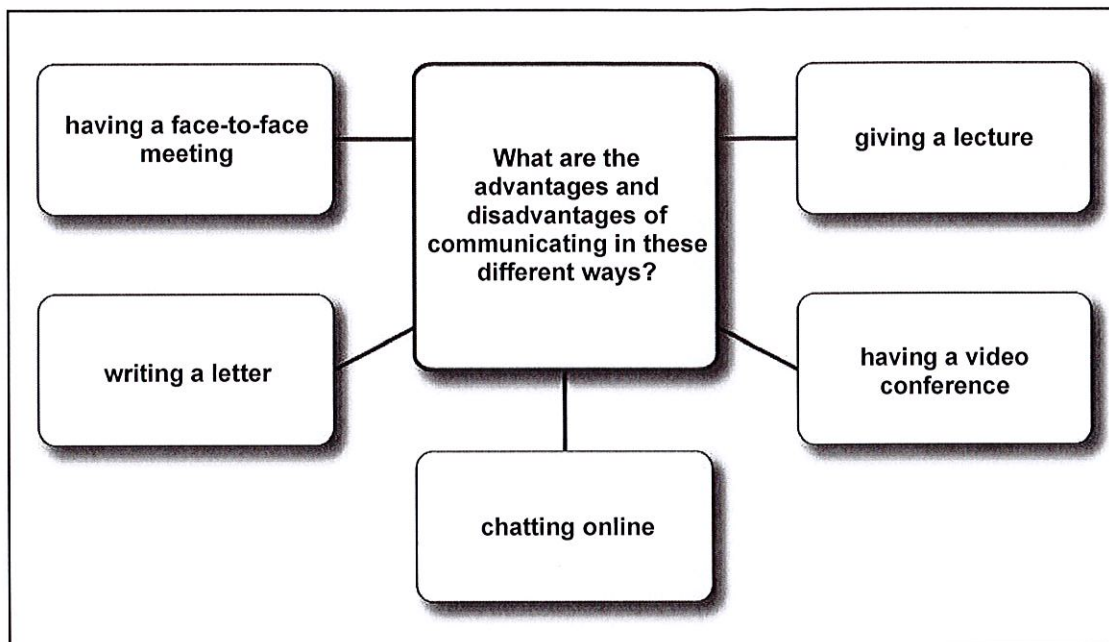 having a face-to-face
meeting
What are the
advantages and
disadvantages of
communicating in these
different ways?
giving a lecture
writing a letter
having a video
conference
chatting online